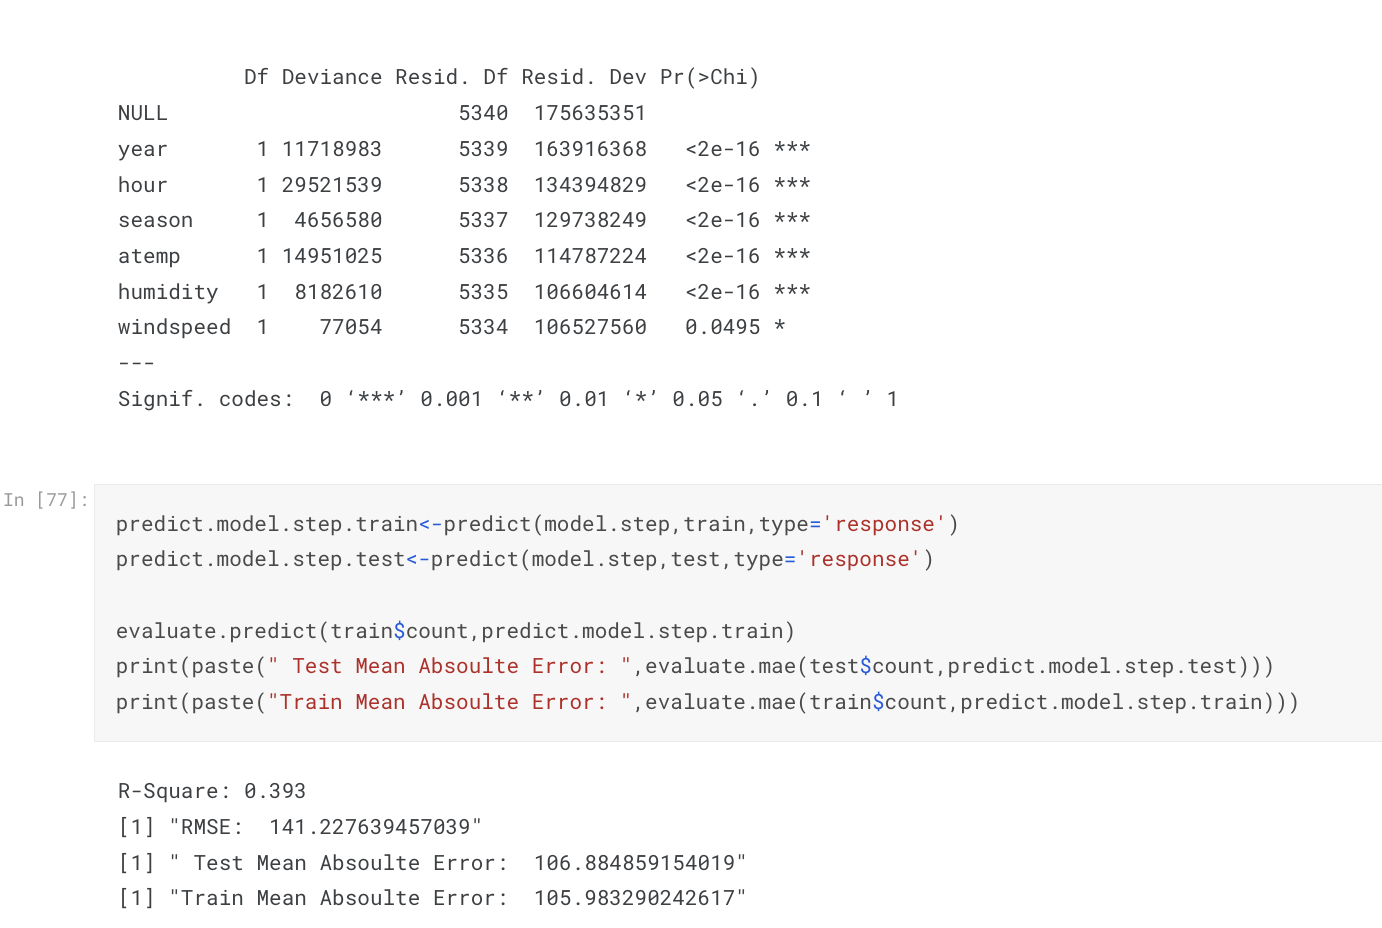 Df Deviance Resid. Df Resid. Dev Pr(>Chi)
NULL 5340 175635351
year 1 11718983 5339 163916368 <2e-16 ***
hour 1 29521539 5338 134394829 <2e-16 ***
season 1 4656580 5337 129738249 <2e-16 ***
atemp 1 14951025 5336 114787224 <2e-16 ***
humidity 1 8182610 5335 106604614 <2e-16 ***
windspeed 1 77054 5334 106527560 0.0495 *
---
Signif. codes: 0 ‘***’ 0.001 ‘**’ 0.01 ‘*’ 0.05 ‘.’ 0.1 ‘ ’ 1
In [77]:
predict.model.step.train<-predict(model.step,train,type='response')
predict.model.step.test<-predict(model.step,test,type='response')
evaluate.predict(train$count,predict.model.step.train)
print(paste(" Test Mean Absoulte Error: ",evaluate.mae(test$count,predict.model.step.test)))
print(paste("Train Mean Absoulte Error: ",evaluate.mae(train$count,predict.model.step.train)))
R-Square: 0.393
[1] "RMSE:  141.227639457039"
[1] " Test Mean Absoulte Error:  106.884859154019"
[1] "Train Mean Absoulte Error:  105.983290242617"